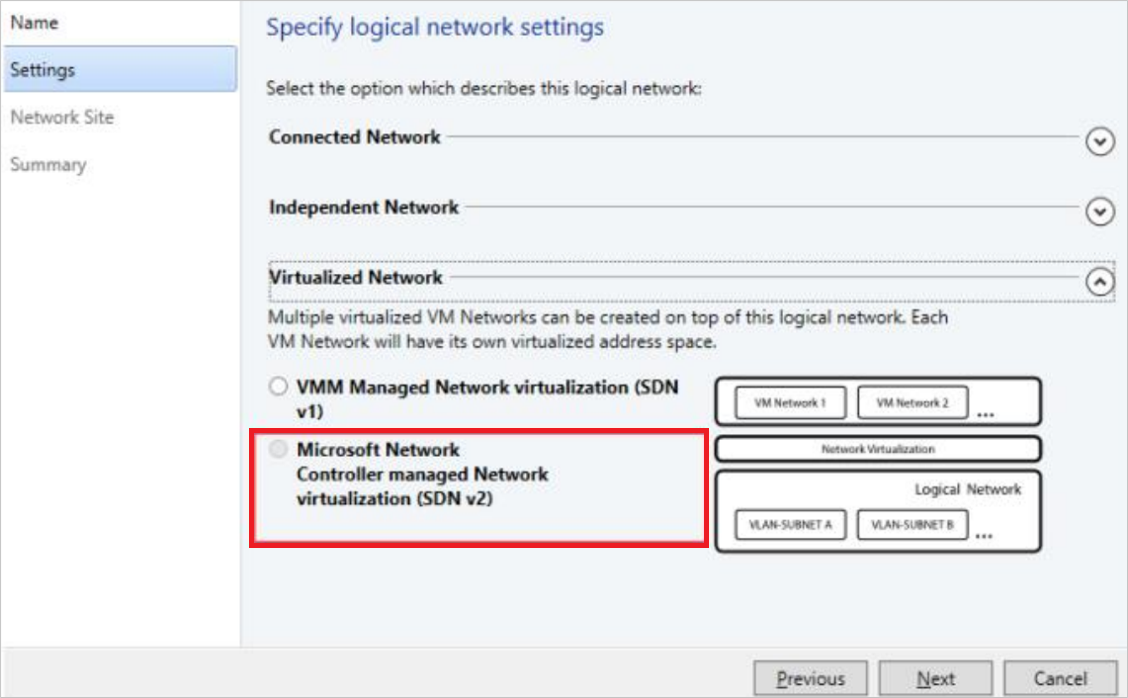 Name
Settings
Network Site
Summary
Specify logical network settings
Select the option which describes this logical network:
Connected Network
Independent Network
Virtualized Network
Multiple virtualized VM Networks can be created on top of this logical network. Each
VM Network will have its own virtualized address space.
VMM Managed Network virtualization (SDN
v1)
Microsoft Network
Controller managed Network
virtualization (SDN v2)
VM Network 1
VM Network 2
...
Network Virtualization
Logical Network
VLAN-SUBNET A
VLAN-SUBNET B
...
Previous
Next
Cancel